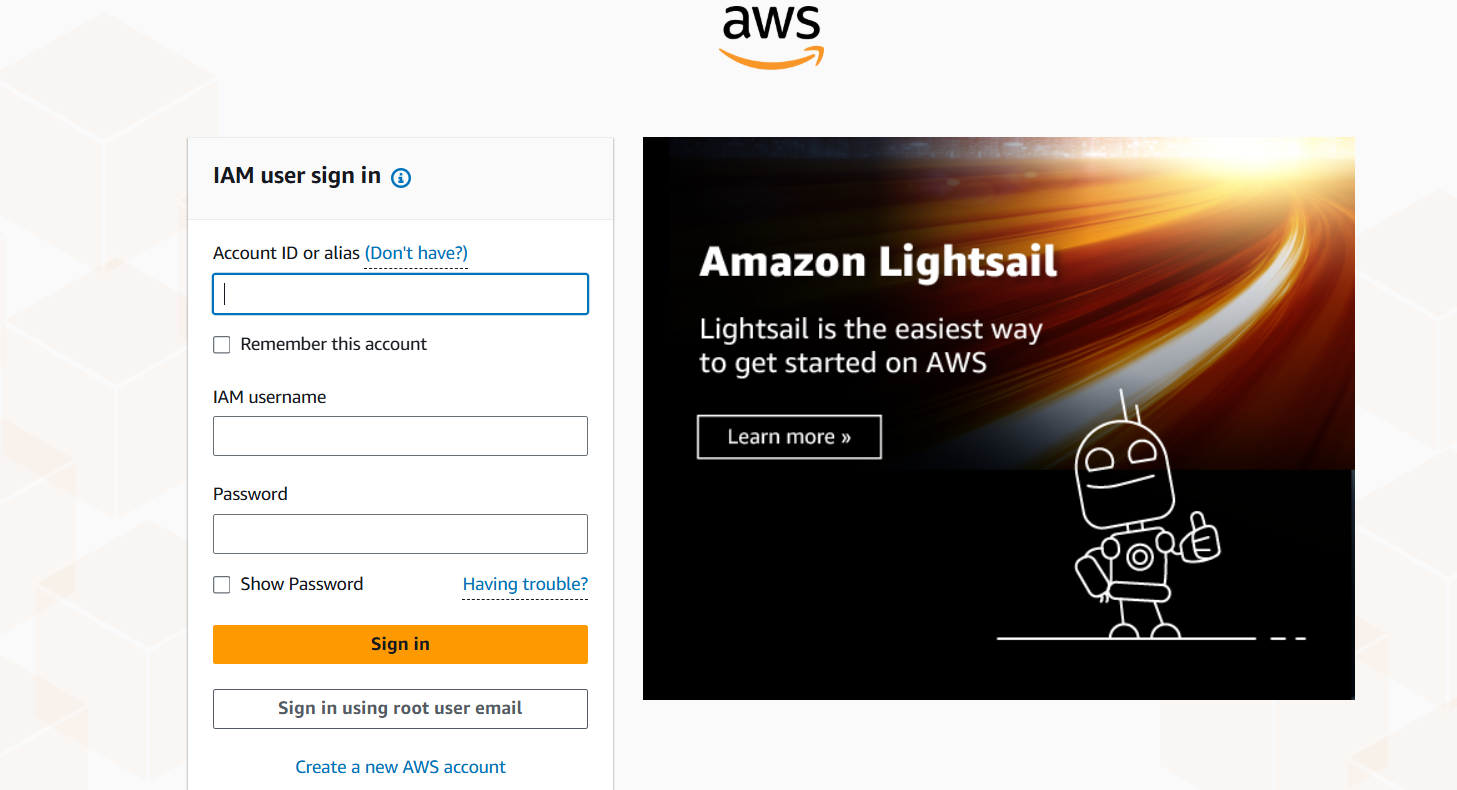 aws
IAM user sign in
Account ID or alias (Don't have?)
Remember this account
IAM username
Password
Show Password
Having trouble?
Sign in
Sign in using root user email
Create a new AWS account
Amazon Lightsail
Lightsail is the easiest way
to get started on AWS
Learn more »